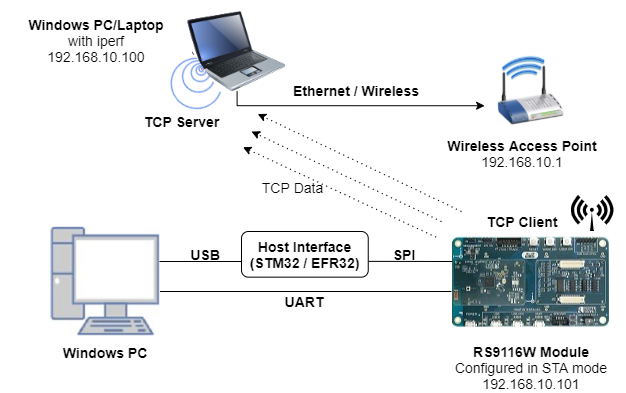 Windows PC/Laptop
with iperf
192.168.10.100
TCP Server
Ethernet / Wireless
Wireless Access Point
192.168.10.1
TCP Data
TCP Client
USB
Host Interface
(STM32 / EFR32)
SPI
UART
Windows PC
RS9116W Module
Configured in STA mode
192.168.10.101